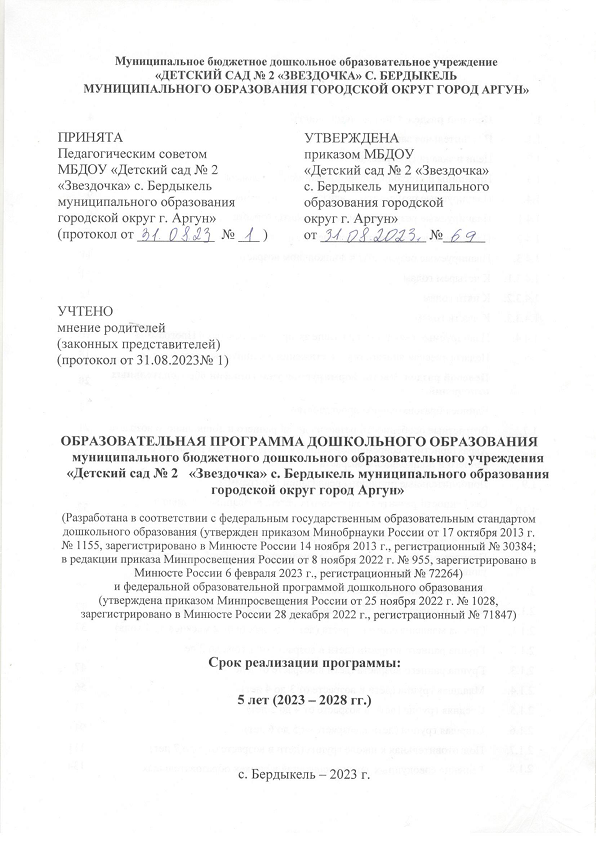 Муниципальное бюджетное дошкольное образовательное учреждение
«ДЕТСКИЙ САД № 2 «ЗВЕЗДОЧКА» С. БЕРДЫКЕЛЬ
МУНИЦИПАЛЬНОГО ОБРАЗОВАНИЯ ГОРОДСКОЙ ОКРУГ ГОРОД АРГУН»
ПРИНЯТА
Педагогическим советом
МБДОУ «Детский сад № 2
«Звездочка» с. Бердыкель
муниципального образования
городской округ г. Аргун»
(протокол от 31.0823 № 1 )
УТВЕРЖДЕНА
приказом МБДОУ
«Детский сад № 2 «Звездочка»
с. Бердыкель муниципального
образования городской
округ г. Аргун»
от 31.08.2023. № 69
УЧТЕНО
мнение родителей
(законных представителей)
(протокол от 31.08.2023№ 1)
ОБРАЗОВАТЕЛЬНАЯ ПРОГРАММА ДОШКОЛЬНОГО ОБРАЗОВАНИЯ
муниципального бюджетного дошкольного образовательного учреждения
«Детский сад № 2 «Звездочка» с. Бердыкель муниципального образования
городской округ город Аргун»
(Разработана в соответствии с федеральным государственным образовательным стандартом
дошкольного образования (утвержден приказом Минобрнауки России от 17 октября 2013 г.
№ 1155, зарегистрировано в Минюсте России 14 ноября 2013 г., регистрационный № 30384;
в редакции приказа Минпросвещения России от 8 ноября 2022 г. № 955, зарегистрировано в
Минюсте России 6 февраля 2023 г., регистрационный № 72264)
и федеральной образовательной программой дошкольного образования
(утверждена приказом Минпросвещения России от 25 ноября 2022 г. № 1028,
зарегистрировано в Минюсте России 28 декабря 2022 г., регистрационный № 71847)
Срок реализации программы:
5 лет (2023 – 2028 гг.)
с. Бердыкель – 2023 г.